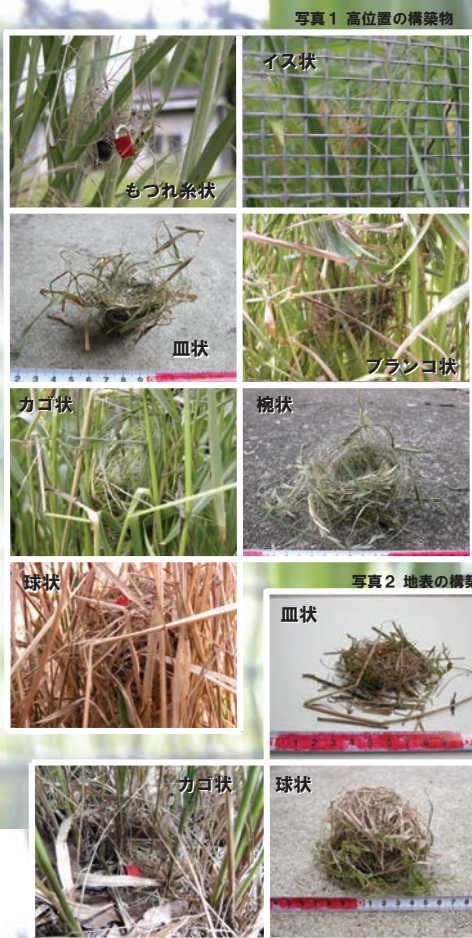 写真1 高位置の構築物
もつれ糸状
イス状
皿状
ブランコ状
カゴ状
椀状
球状
写真2 地表の構築
皿状
カゴ状
球状